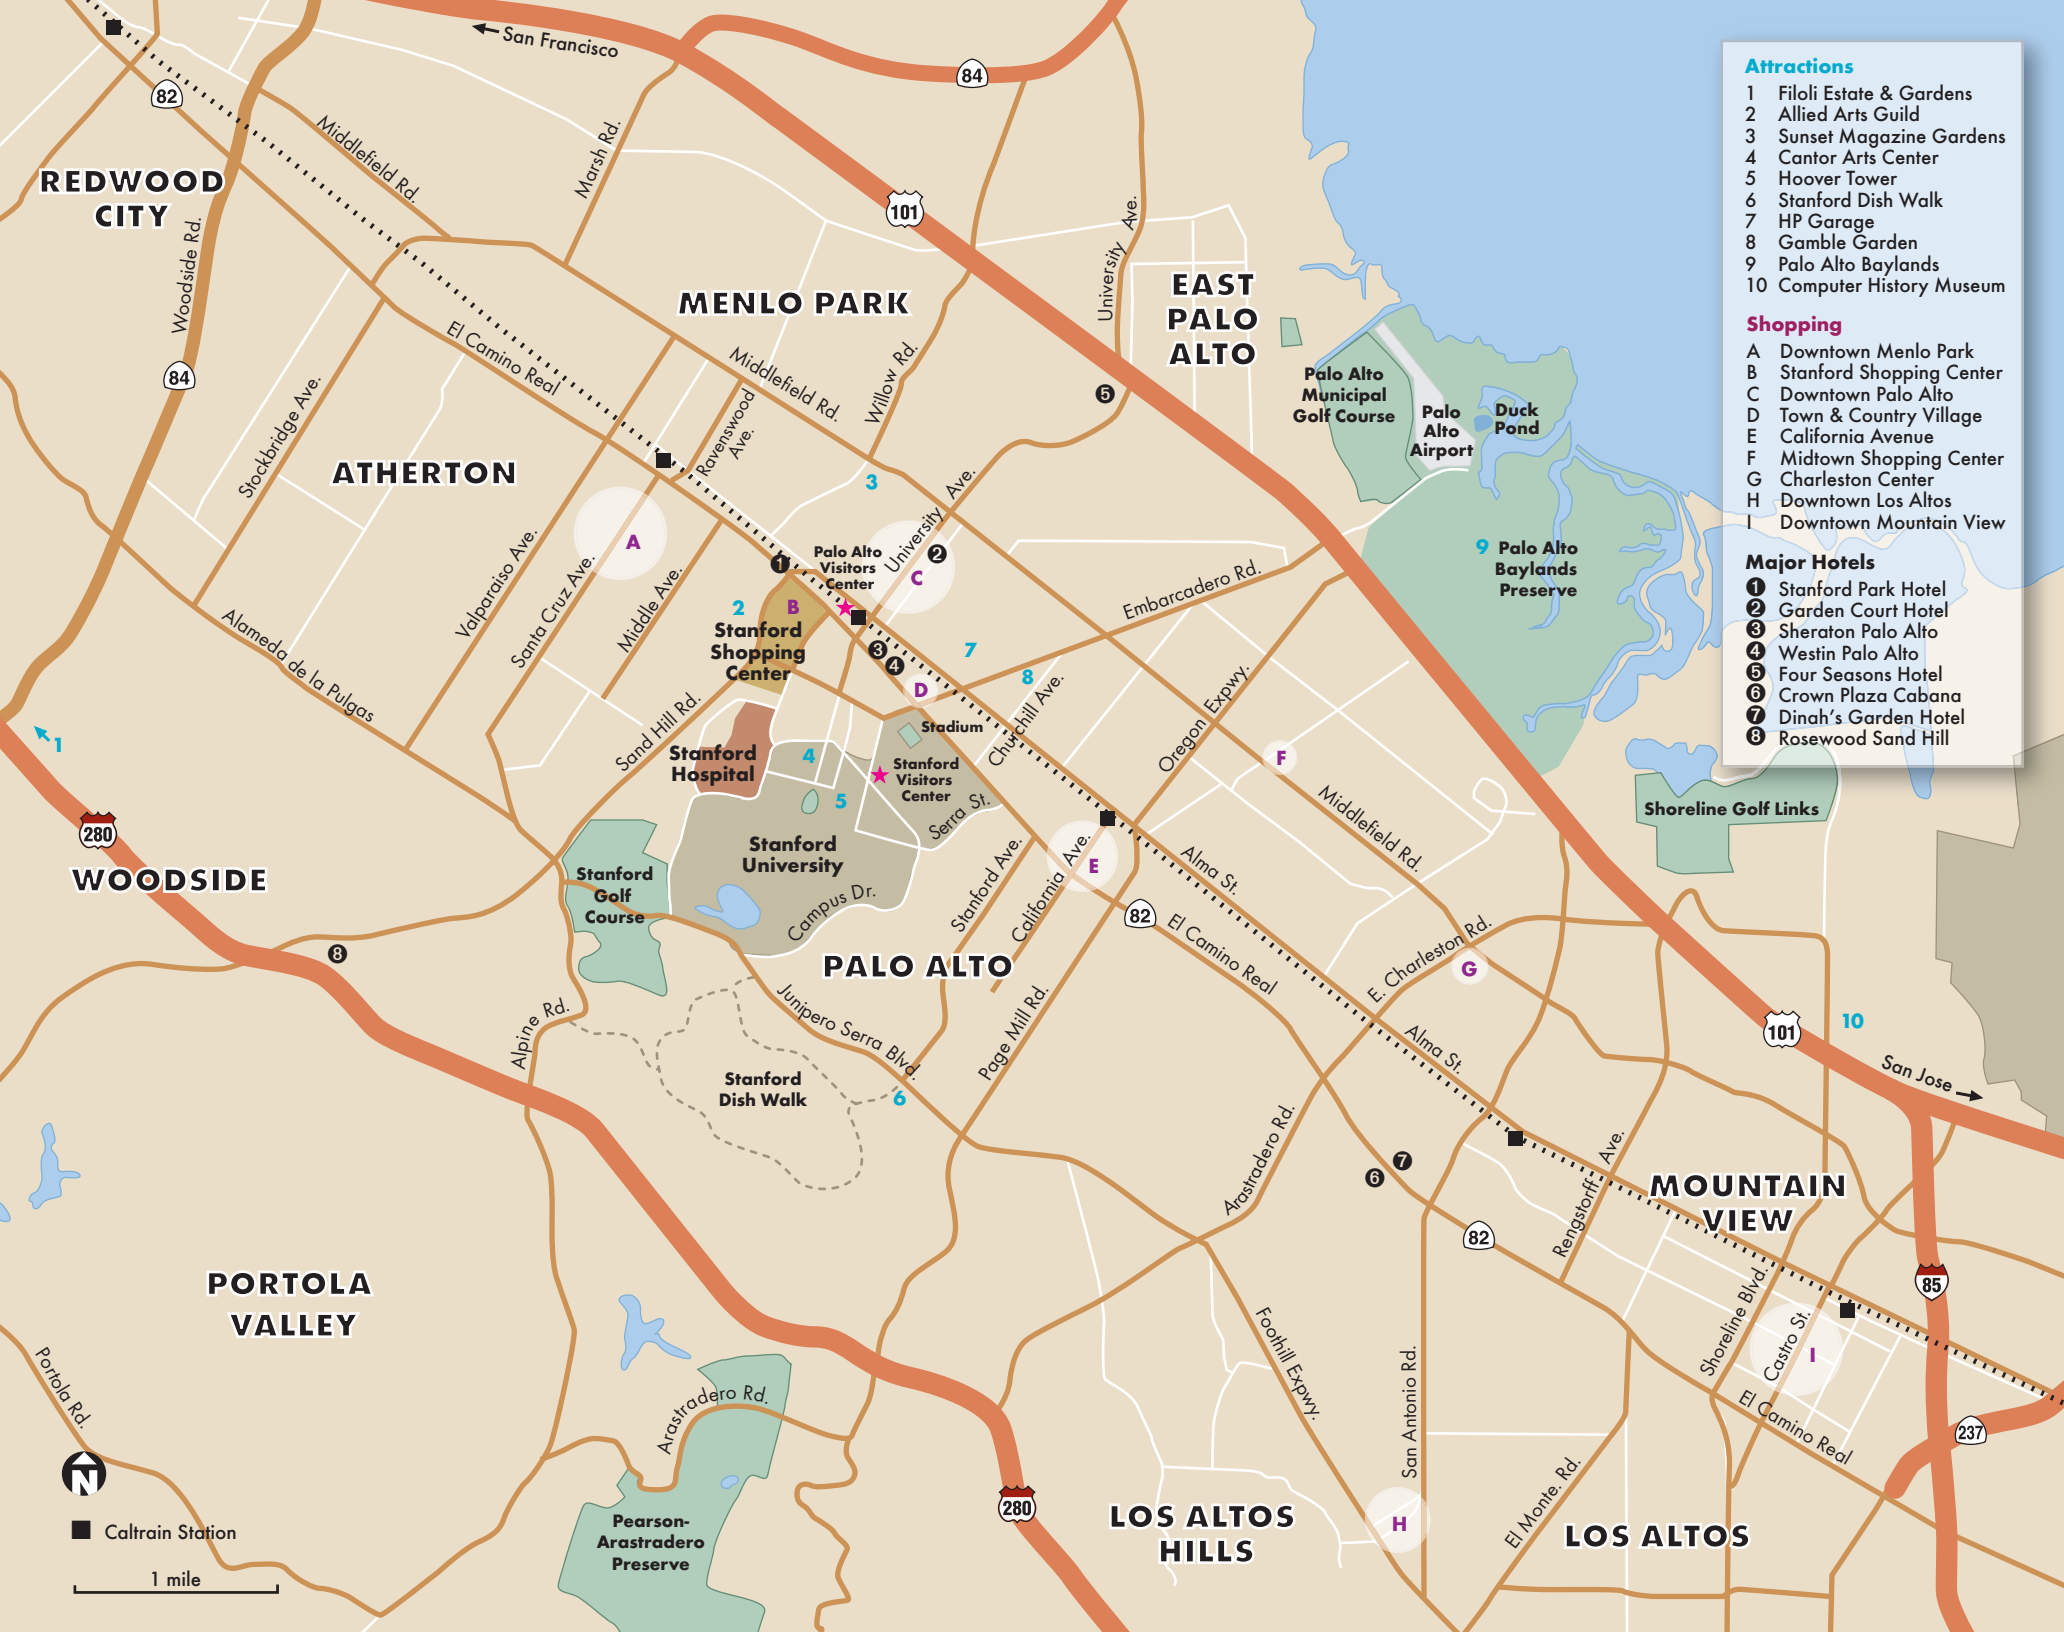 San Francisco
84
82
Middlefield Rd.
Marsh Rd.
REDWOOD
CITY
101
University Ave.
Woodside Rd.
MENLO PARK
EAST
PALO
ALTO
84
El Camino Real
Middlefield Rd.
Willow Rd.
Stockbridge Ave.
Ravenswood
Ave.
5
Palo Alto
Municipal
Golf Course
Palo
Alto
Airport
Duck
Pond
ATHERTON
3
University Ave.
A
Valparaiso Ave.
Santa Cruz Ave.
Middle Ave.
1
Palo Alto
Visitors
Center
2
C
9 Palo Alto
Baylands
Preserve
Embarcadero Rd.
2
B
Stanford
Shopping
Center
3
4
7
8
D
Alameda de la Pulgas
Sand Hill Rd.
Churchill Ave.
Oregon Expwy.
1
Stadium
Stanford
Hospital
4
5
Stanford
Visitors
Center
Serra St.
F
Middlefield Rd.
Shoreline Golf Links
280
WOODSIDE
Stanford
University
Stanford
Golf
Course
Campus Dr.
Stanford Ave.
California Ave.
E
Alma St.
82
El Camino Real
8
PALO ALTO
E. Charleston Rd.
G
Alpine Rd.
Junipero Serra Blvd.
Page Mill Rd.
Alma St.
101
10
San Jose
Stanford
Dish Walk
6
Arastradero Rd.
7
6
Rengstorff Ave.
MOUNTAIN
VIEW
82
PORTOLA
VALLEY
85
Foothill Expwy.
San Antonio Rd.
Shoreline Blvd.
Castro St.
I
El Camino Real
237
Portola Rd.
Arastradero Rd.
N
280
LOS ALTOS
HILLS
H
El Monte. Rd.
LOS ALTOS
Pearson-
Arastradero
Preserve
Caltrain Station
1 mile
Attractions
1 Filoli Estate & Gardens
2 Allied Arts Guild
3 Sunset Magazine Gardens
4 Cantor Arts Center
5 Hoover Tower
6 Stanford Dish Walk
7 HP Garage
8 Gamble Garden
9 Palo Alto Baylands
10 Computer History Museum
Shopping
A Downtown Menlo Park
B Stanford Shopping Center
C Downtown Palo Alto
D Town & Country Village
E California Avenue
F Midtown Shopping Center
G Charleston Center
H Downtown Los Altos
I Downtown Mountain View
Major Hotels
1 Stanford Park Hotel
2 Garden Court Hotel
3 Sheraton Palo Alto
4 Westin Palo Alto
5 Four Seasons Hotel
6 Crown Plaza Cabana
7 Dinah's Garden Hotel
8 Rosewood Sand Hill